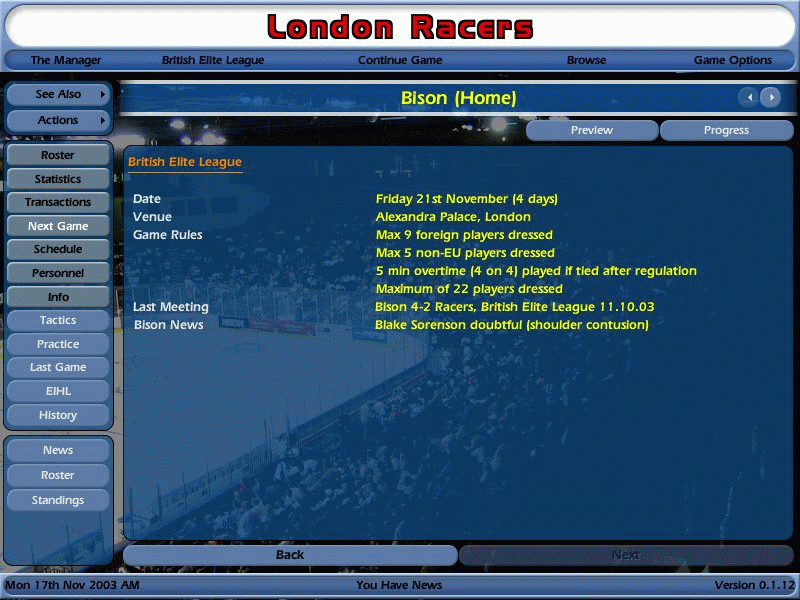 London Racers
The Manager British Elite League Continue Game Browse Game Options
See Also
Actions
Bison (Home)
Preview Progress
Roster
Statistics
Transactions
Next Game
Schedule
Personnel
Info
Tactics
Practice
Last Game
EIHL
History
News
Roster
Standings
British Elite League
Date Friday 21st November (4 days)
Venue Alexandra Palace, London
Game Rules Max 9 foreign players dressed
Max 5 non-EU players dressed
5 min overtime (4 on 4) played if tied after regulation
Maximum of 22 players dressed
Last Meeting Bison 4-2 Racers, British Elite League 11.10.03
Bison News Blake Sorenson doubtful (shoulder contusion)
Back Next
Mon 17th Nov 2003 AM You Have News Version 0.1.12